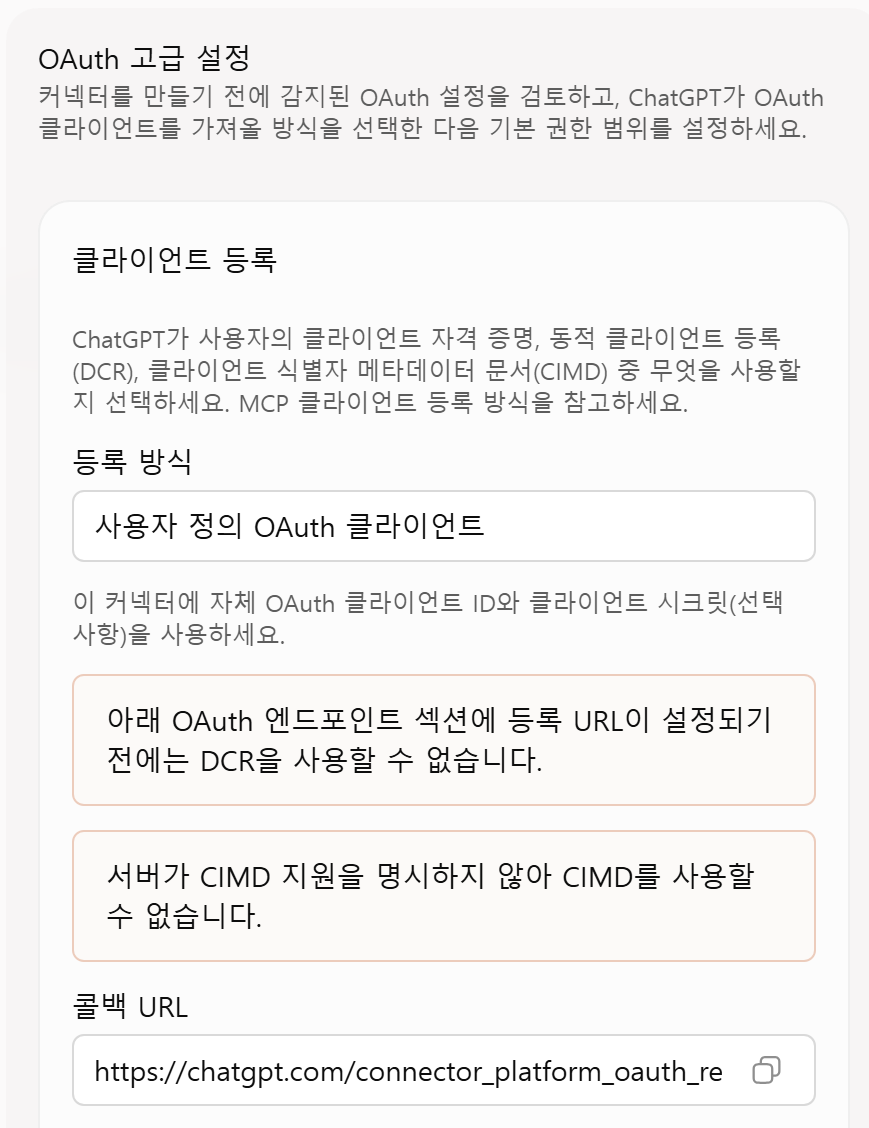 OAuth 고급 설정
커넥터를 만들기 전에 감지된 OAuth 설정을 검토하고, ChatGPT가 OAuth
클라이언트를 가져올 방식을 선택한 다음 기본 권한 범위를 설정하세요.
클라이언트 등록
ChatGPT가 사용자의 클라이언트 자격 증명, 동적 클라이언트 등록
(DCR), 클라이언트 식별자 메타데이터 문서(CIMD) 중 무엇을 사용할
지 선택하세요. MCP 클라이언트 등록 방식을 참고하세요.
등록 방식
사용자 정의 OAuth 클라이언트
이 커넥터에 자체 OAuth 클라이언트 ID와 클라이언트 시크릿(선택
사항)을 사용하세요.
아래 OAuth 엔드포인트 섹션에 등록 URL이 설정되기
전에는 DCR을 사용할 수 없습니다.
서버가 CIMD 지원을 명시하지 않아 CIMD를 사용할
수 없습니다.
콜백 URL
https://chatgpt.com/connector_platform_oauth_re